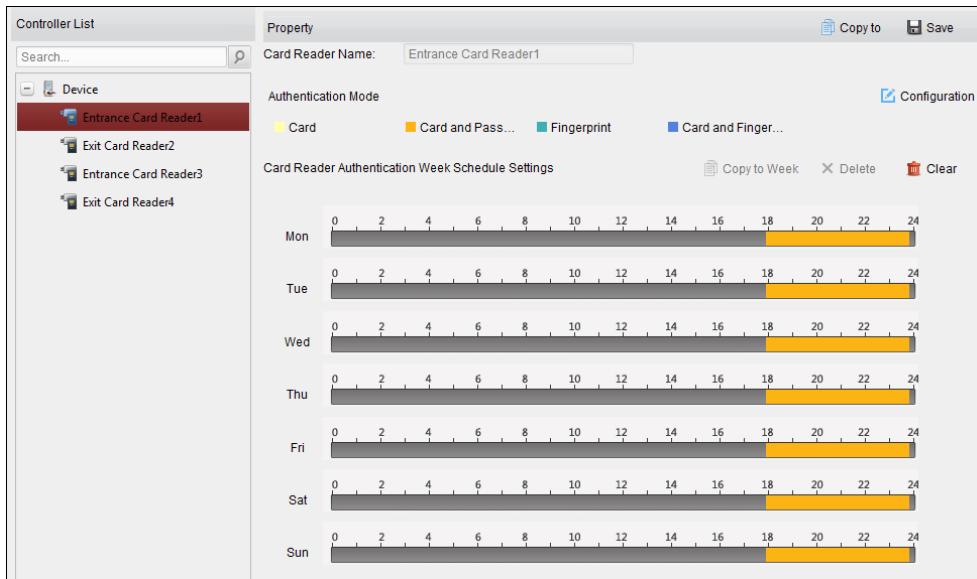 Controller List
Search...
Device
Entrance Card Reader1
Exit Card Reader2
Entrance Card Reader3
Exit Card Reader4
Property
Copy to
Save
Card Reader Name:
Entrance Card Reader1
Authentication Mode
Configuration
Card
Card and Pass...
Fingerprint
Card and Finger...
Card Reader Authentication Week Schedule Settings
Copy to Week
Delete
Clear
0 2 4 6 8 10 12 14 16 18 20 22 24
Mon
0 2 4 6 8 10 12 14 16 18 20 22 24
Tue
0 2 4 6 8 10 12 14 16 18 20 22 24
Wed
0 2 4 6 8 10 12 14 16 18 20 22 24
Thu
0 2 4 6 8 10 12 14 16 18 20 22 24
Fri
0 2 4 6 8 10 12 14 16 18 20 22 24
Sat
0 2 4 6 8 10 12 14 16 18 20 22 24
Sun